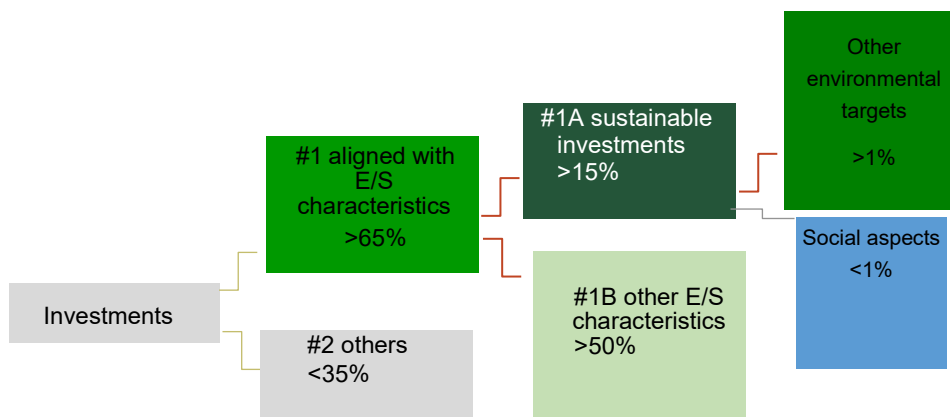 Investments
#1 aligned with
E/S
characteristics
>65%
#2 others
<35%
#1A sustainable
investments
>15%
#1B other E/S
characteristics
>50%
Other
environmental
targets
>1%
Social aspects
<1%